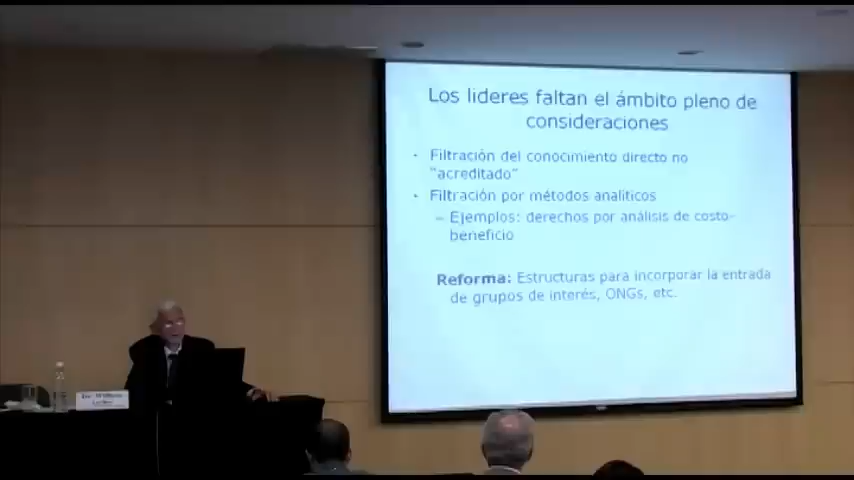 Los lideres faltan el ámbito pleno de
consideraciones
· Filtración del conocimiento directo no
"acreditado"
· Filtración por métodos analíticos
– Ejemplos: derechos por análisis de costo-
beneficio
Reforma: Estructuras para incorporar la entrada
de grupos de interés, ONGs, etc.